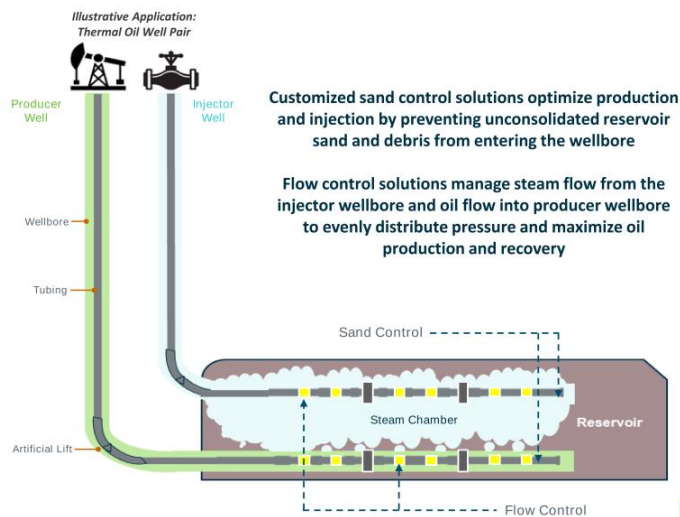 Illustrative Application:
Thermal Oil Well Pair
Producer
Well
Injector
Well
Customized sand control solutions optimize production
and injection by preventing unconsolidated reservoir
sand and debris from entering the wellbore
Flow control solutions manage steam flow from the
injector wellbore and oil flow into producer wellbore
to evenly distribute pressure and maximize oil
production and recovery
Wellbore
Tubing
Sand Control
Steam Chamber
Reservoir
Artificial Lift
Flow Control